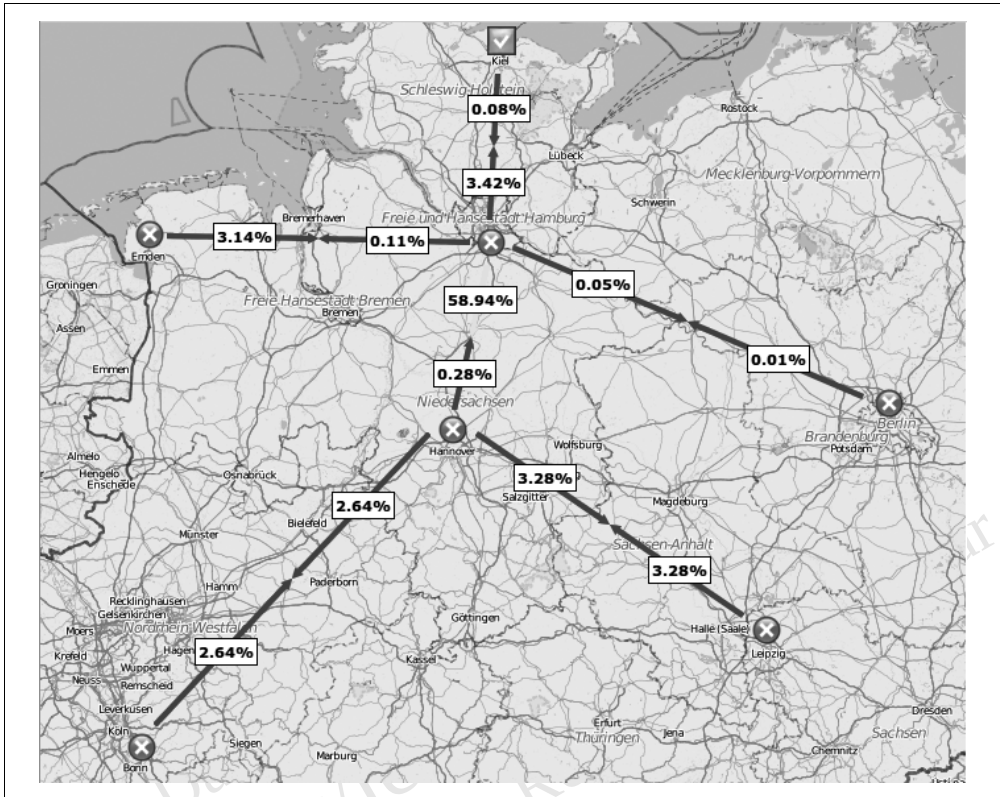 Kiel
Schleswig-Holstein
0.08%
Rostock
Lübeck
3.42%
Mecklenburg-Vorpommern
Schwerin
Bremerhaven
Freie und Hansestadt Hamburg
3.14%
0.11%
Emden
Groningen
0.05%
58.94%
Freie Hansestadt Bremen
Bremen
Assen
Emmen
0.28%
0.01%
Niedersachsen
Berlin
Brandenburg
Potsdam
Hannover
Wolfsburg
Almelo
Hengelo
Enschede
Osnabrück
3.28%
Salzgitter
Magdeburg
2.64%
Bielefeld
Münster
Sachsen-Anhalt
3.28%
Hamm
Paderborn
Recklinghausen
Gelsenkirchen
Göttingen
Moers
Nordrhein-Westfalen
Halle (Saale)
Hagen
2.64%
Krefeld
Kassel
Leipzig
Wuppertal
Neuss
Remscheid
Leverkusen
Köln
Dresden
Siegen
Erfurt
Thüringen
Jena
Sachsen
Marburg
Chemnitz
Bonn